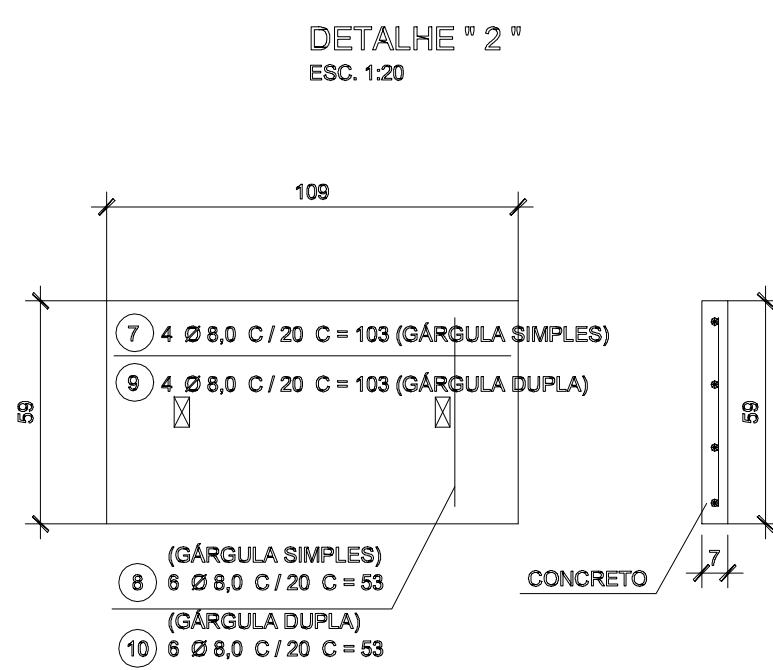 DETALHE " 2 "
ESC. 1:20
109
7 4 Ø 8,0 C / 20 C = 103 (GÁRGULA SIMPLES)
9 4 Ø 8,0 C / 20 C = 103 (GÁRGULA DUPLA)
59
59
(GÁRGULA SIMPLES)
8 6 Ø 8,0 C / 20 C = 53
(GÁRGULA DUPLA)
10 6 Ø 8,0 C / 20 C = 53
CONCRETO
7